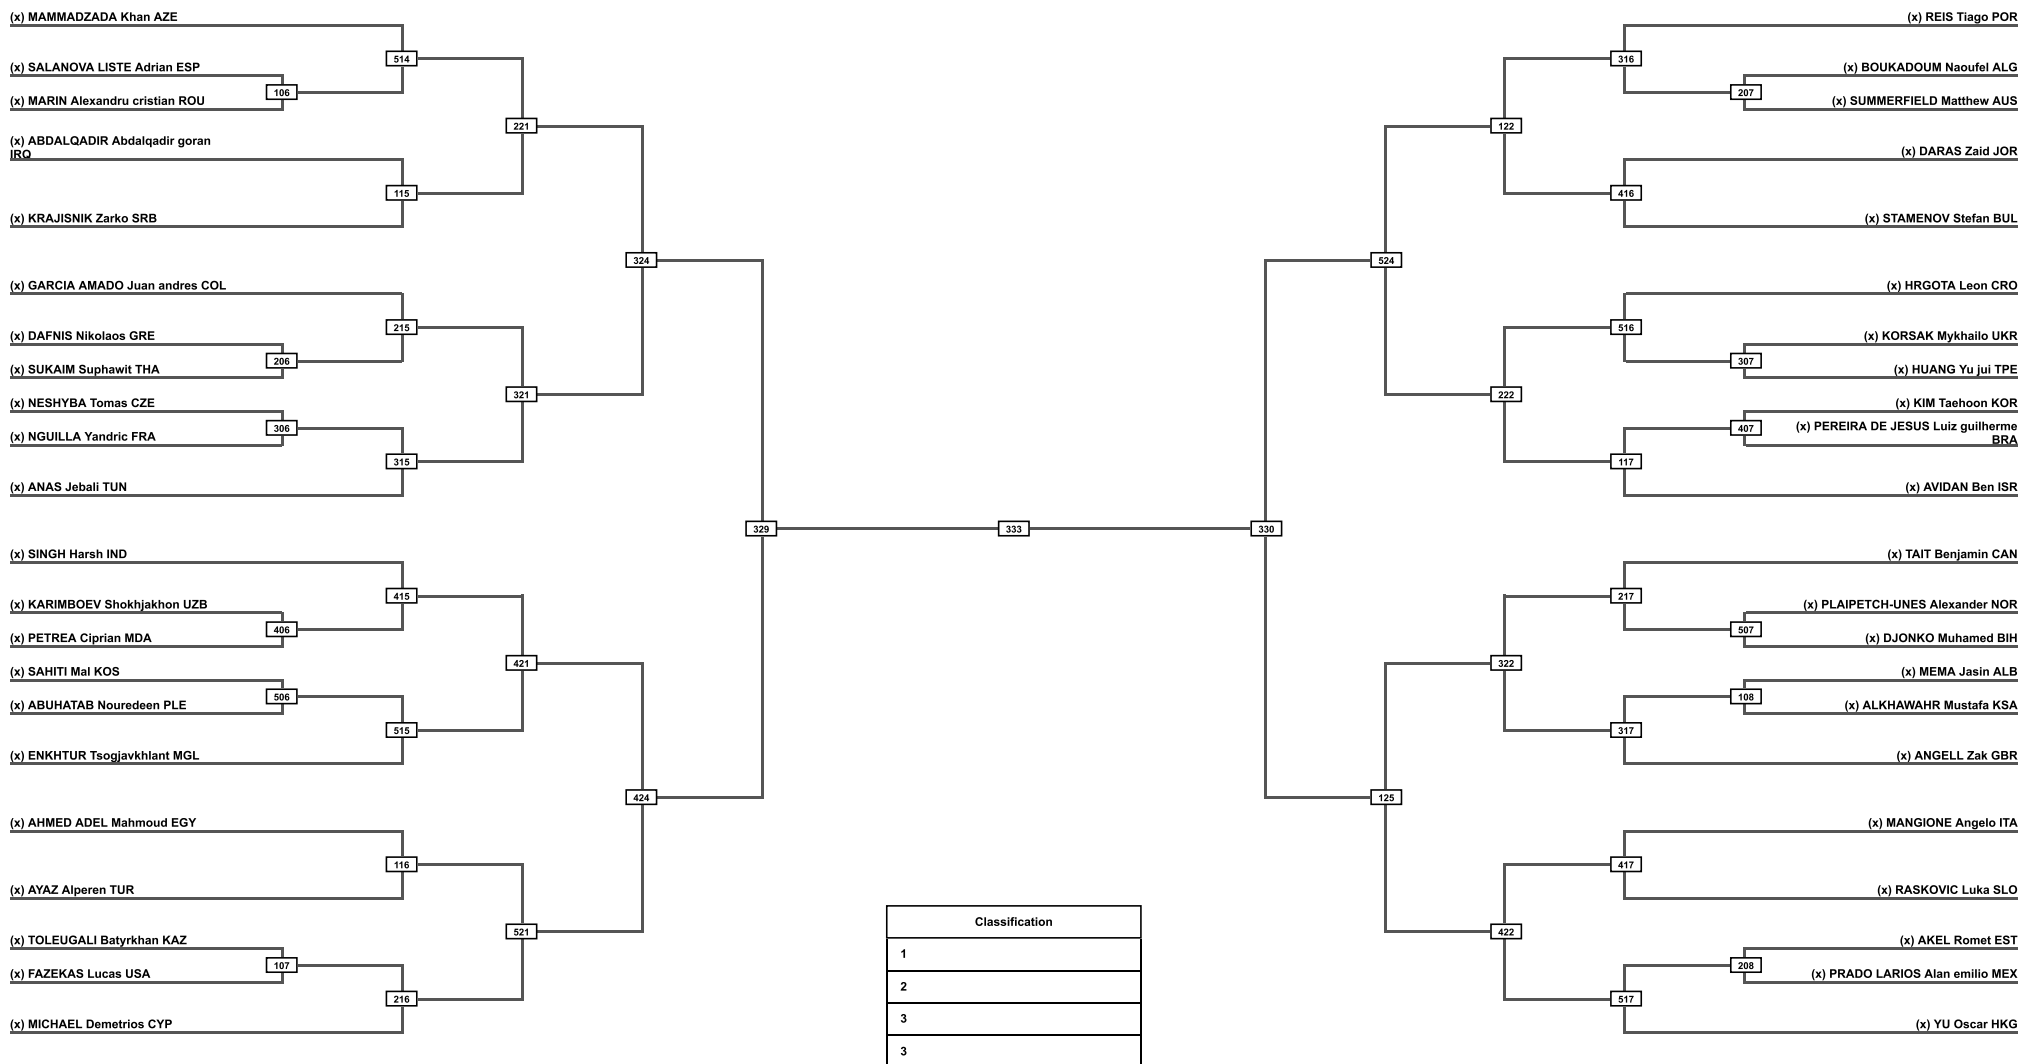 (x) MAMMADZADA Khan AZE
(x) SALANOVA LISTE Adrian ESP
(x) MARIN Alexandru cristian ROU
(x) ABDALQADIR Abdalqadir goran
IRQ
(x) KRAJISNIK Zarko SRB
(x) GARCIA AMADO Juan andres COL
(x) DAFNIS Nikolaos GRE
(x) SUKAIM Suphawit THA
(x) NESHYBA Tomas CZE
(x) NGUILLA Yandric FRA
(x) ANAS Jebali TUN
(x) SINGH Harsh IND
(x) KARIMBOEV Shokhjakhon UZB
(x) PETREA Ciprian MDA
(x) SAHITI Mal KOS
(x) ABUHATAB Nouredeen PLE
(x) ENKHTUR Tsogjavkhlant MGL
(x) AHMED ADEL Mahmoud EGY
(x) AYAZ Alperen TUR
(x) TOLEUGALI Batyrkhan KAZ
(x) FAZEKAS Lucas USA
(x) MICHAEL Demetrios CYP
106
206
306
406
506
107
514
115
215
315
415
515
116
216
221
321
421
521
324
424
329
333
330
524
125
122
222
322
422
316
416
516
117
217
317
417
517
207
307
407
507
108
208
(x) REIS Tiago POR
(x) BOUKADOUM Naoufel ALG
(x) SUMMERFIELD Matthew AUS
(x) DARAS Zaid JOR
(x) STAMENOV Stefan BUL
(x) HRGOTA Leon CRO
(x) KORSAK Mykhailo UKR
(x) HUANG Yu jui TPE
(x) KIM Taehoon KOR
(x) PEREIRA DE JESUS Luiz guilherme
BRA
(x) AVIDAN Ben ISR
(x) TAIT Benjamin CAN
(x) PLAIPETCH-UNES Alexander NOR
(x) DJONKO Muhamed BIH
(x) MEMA Jasin ALB
(x) ALKHAWAHR Mustafa KSA
(x) ANGELL Zak GBR
(x) MANGIONE Angelo ITA
(x) RASKOVIC Luka SLO
(x) AKEL Romet EST
(x) PRADO LARIOS Alan emilio MEX
(x) YU Oscar HKG
Classification
1
2
3
3